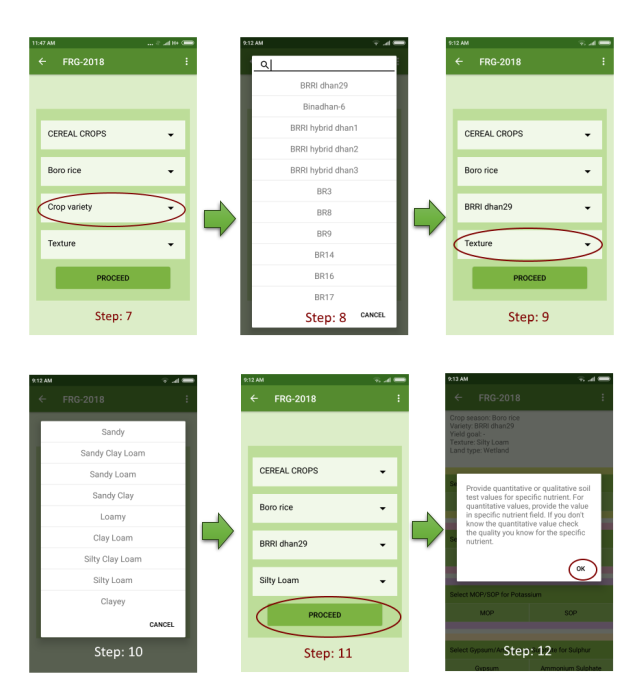 11:47 AM
FRG-2018
CEREAL CROPS
Boro rice
Crop variety
Texture
PROCEED
Step: 7
9:12 AM
BRRI dhan29
Binadhan-6
BRRI hybrid dhan1
BRRI hybrid dhan2
BRRI hybrid dhan3
BR3
BR8
BR9
BR14
BR16
BR17
CANCEL
Step: 8
9:12 AM
FRG-2018
CEREAL CROPS
Boro rice
BRRI dhan29
Texture
PROCEED
Step: 9
9:12 AM
FRG-2018
Sandy
Sandy Clay Loam
Sandy Loam
Sandy Clay
Loamy
Clay Loam
Silty Clay Loam
Silty Loam
Clayey
CANCEL
Step: 10
9:12 AM
FRG-2018
CEREAL CROPS
Boro rice
BRRI dhan29
Silty Loam
PROCEED
Step: 11
9:13 AM
FRG-2018
Crop season: Boro rice
Variety: BRRI dhan29
Yield goal: -
Texture: Silty Loam
Land type: Wetland
Provide quantitative or qualitative soil
test values for specific nutrient. For
quantitative values, provide the value
in specific nutrient field. If you don't
know the quantitative value check
the quality you know for the specific
nutrient.
OK
Select MOP/SOP for Potassium
MOP SOP
Select Gypsum/ for Sulphur
Gypsum Ammonium Sulphate
Step: 12